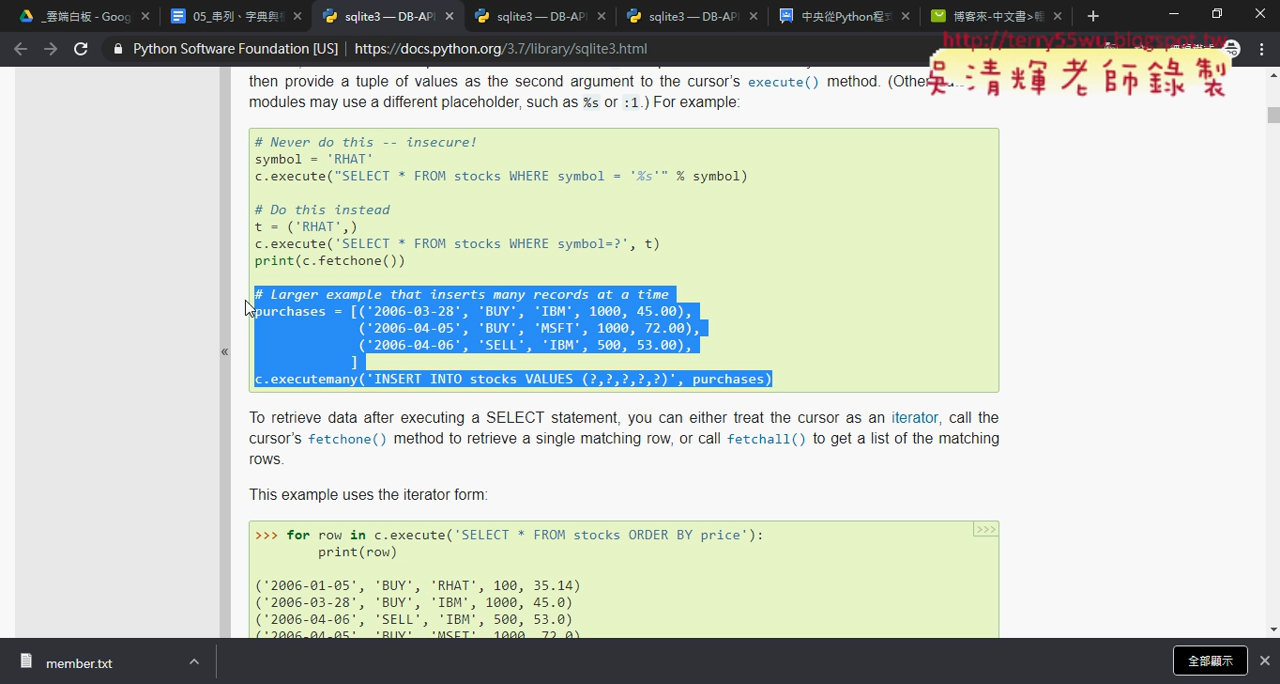 _雲端白板 - Goog
05_串列、字典與
sqlite3 — DB-API
sqlite3 — DB-API
sqlite3 — DB-API
中央從Python程式
博客來-中文書>
Python Software Foundation [US] | https://docs.python.org/3.7/library/sqlite3.html
http://terry55wu.blogspot.tw
吳清輝老師錄製
then provide a tuple of values as the second argument to the cursor's execute() method. (Other
modules may use a different placeholder, such as %s or :1.) For example:
# Never do this -- insecure!
symbol = 'RHAT'
c.execute("SELECT * FROM stocks WHERE symbol = '%s'" % symbol)
# Do this instead
t = ('RHAT',)
c.execute('SELECT * FROM stocks WHERE symbol=?', t)
print(c.fetchone())
# Larger example that inserts many records at a time
purchases = [('2006-03-28', 'BUY', 'IBM', 1000, 45.00),
('2006-04-05', 'BUY', 'MSFT', 1000, 72.00),
('2006-04-06', 'SELL', 'IBM', 500, 53.00),
]
c.executemany('INSERT INTO stocks VALUES (?,?,?,?,?)', purchases)
«
To retrieve data after executing a SELECT statement, you can either treat the cursor as an iterator, call the
cursor's fetchone() method to retrieve a single matching row, or call fetchall() to get a list of the matching
rows.
This example uses the iterator form:
>>>
>>> for row in c.execute('SELECT * FROM stocks ORDER BY price'):
print(row)
('2006-01-05', 'BUY', 'RHAT', 100, 35.14)
('2006-03-28', 'BUY', 'IBM', 1000, 45.0)
('2006-04-06', 'SELL', 'IBM', 500, 53.0)
('2006-04-05', 'BUY', 'MSFT', 1000, 72.0)
member.txt
全部顯示